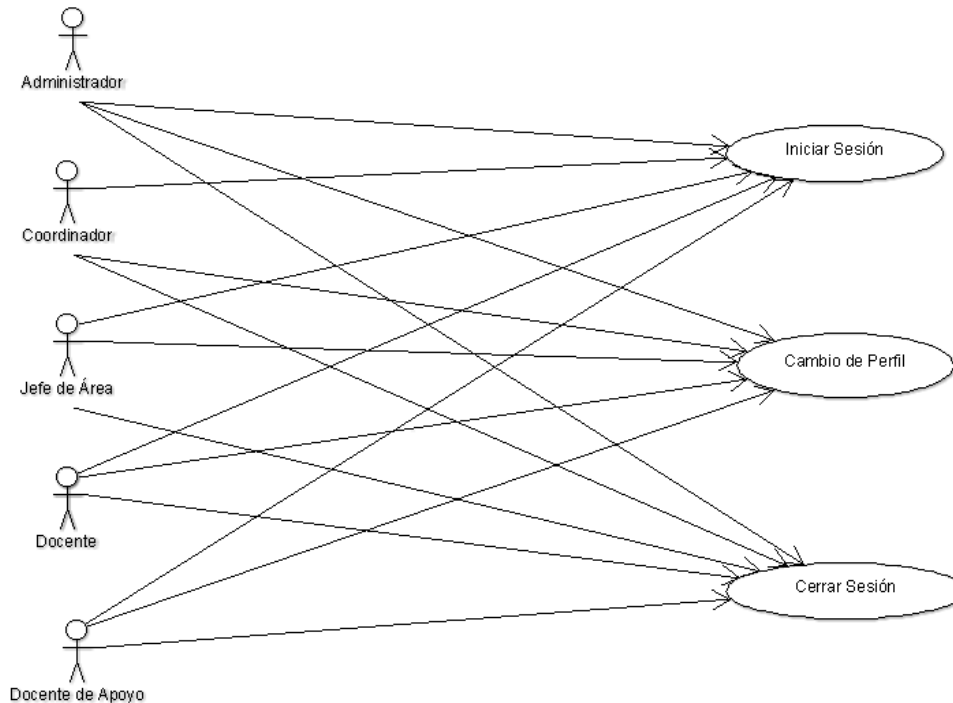 Administrador
Iniciar Sesión
Coordinador
Cambio de Perfil
Jefe de Área
Docente
Cerrar Sesión
Docente de Apoyo